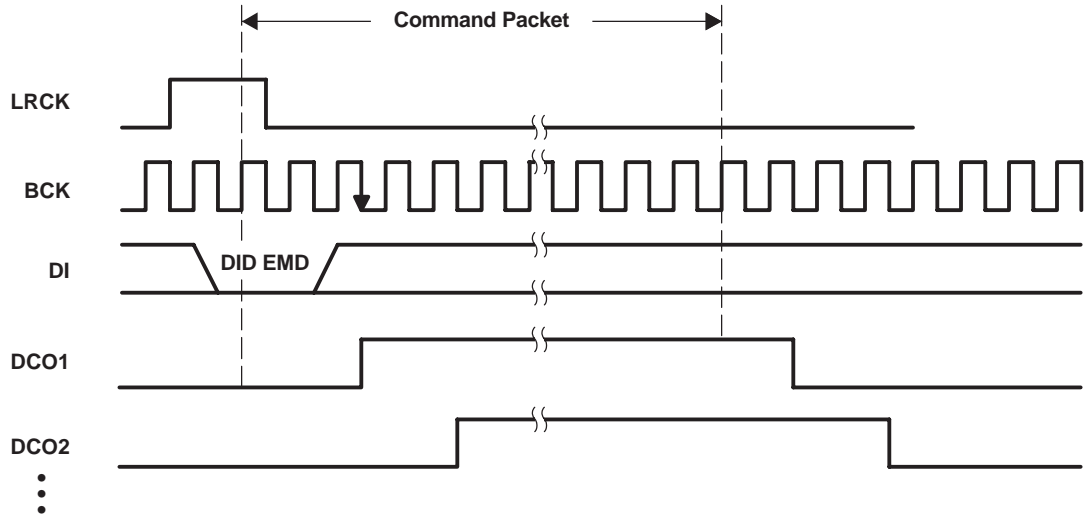 Command Packet
LRCK
BCK
DI
DID EMD
DCO1
DCO2